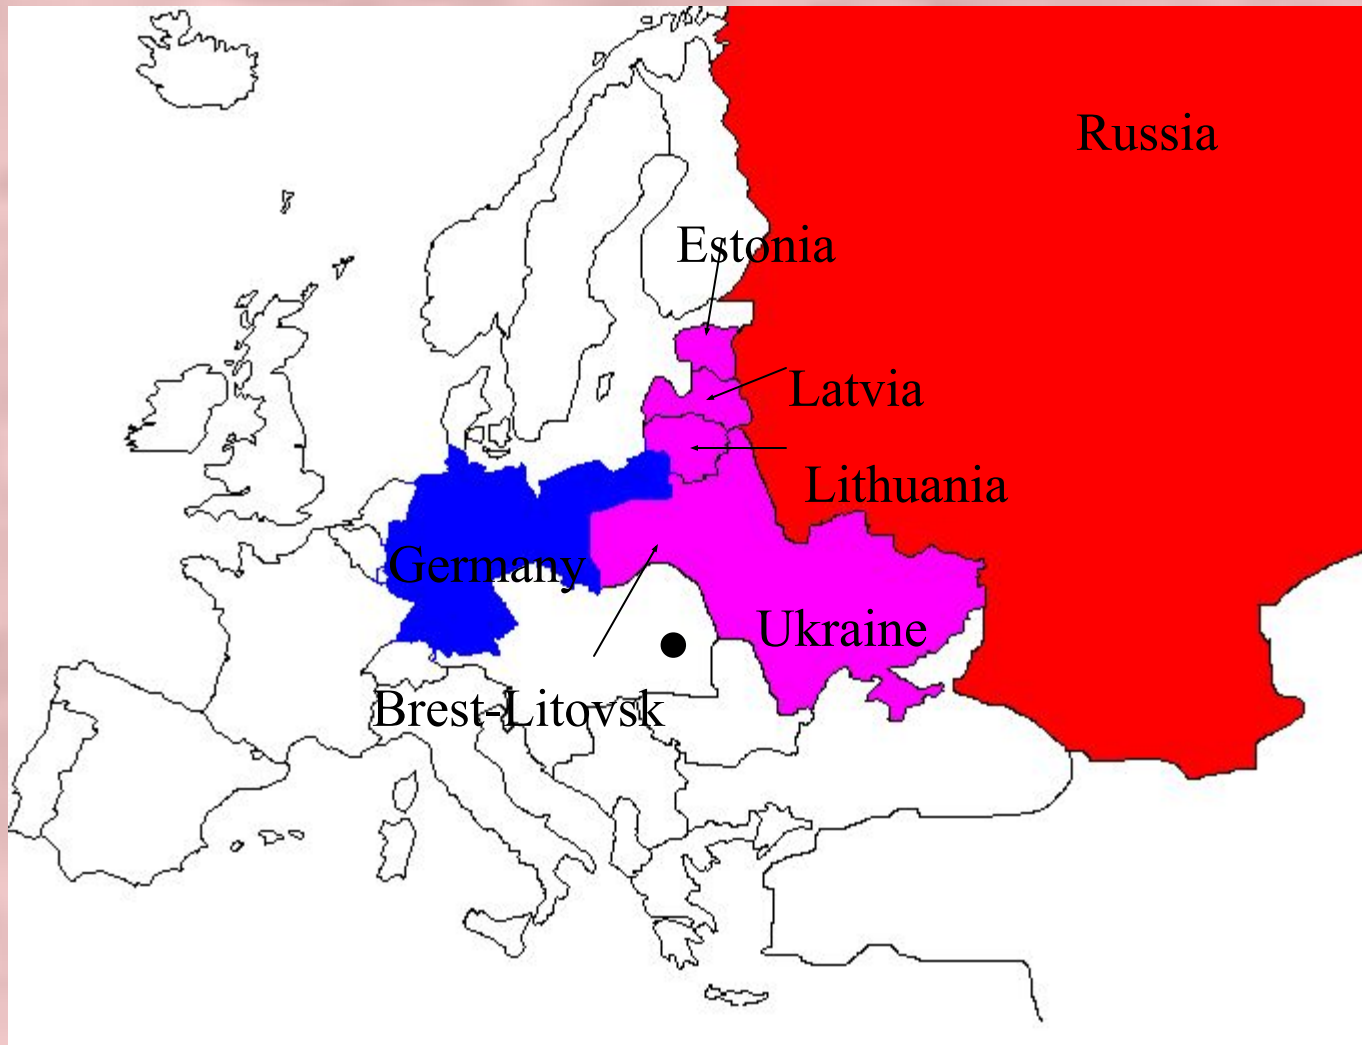 Russia
Estonia
Latvia
Lithuania
Germany
Ukraine
Brest-Litovsk